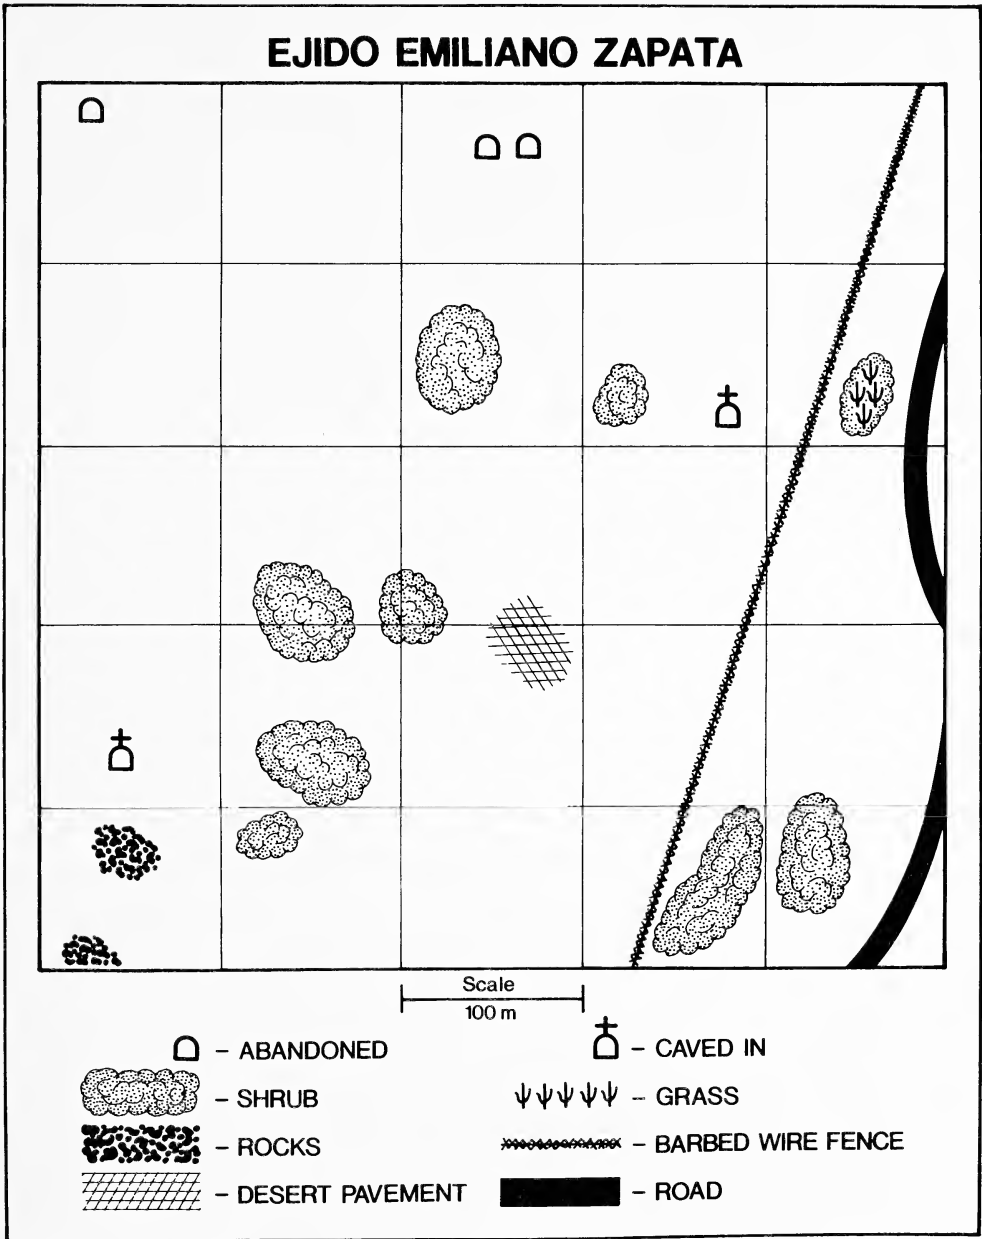 EJIDO EMILIANO ZAPATA
Scale
100 m
– ABANDONED
– CAVED IN
– SHRUB
– GRASS
– ROCKS
– BARBED WIRE FENCE
– DESERT PAVEMENT
– ROAD